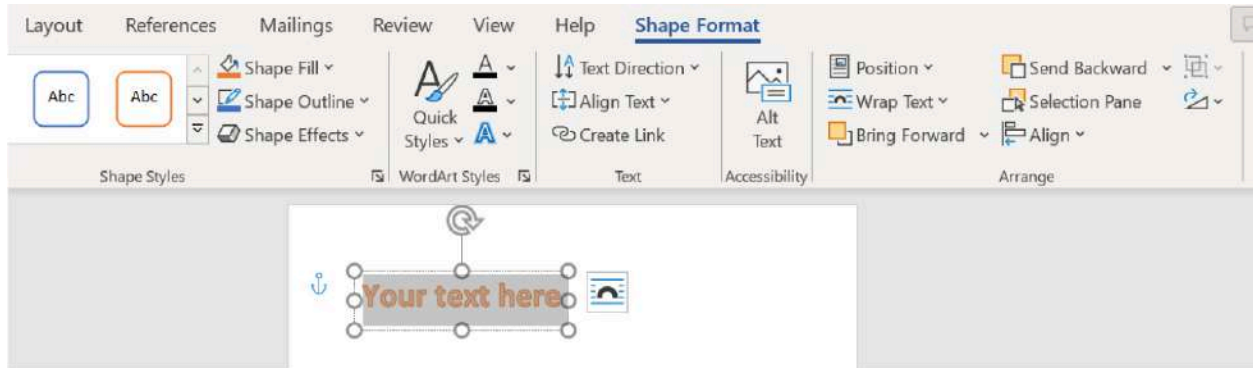 Layout References Mailings Review View Help Shape Format
Abc Abc Shape Fill A Text Direction Position Send Backward
Shape Outline A Align Text Wrap Text Selection Pane
Shape Effects Quick Styles A Create Link Alt Text Bring Forward Align
Shape Styles WordArt Styles Text Accessibility Arrange
Your text here